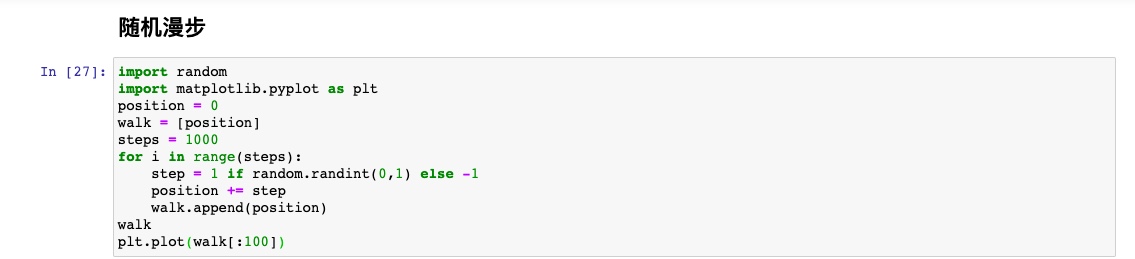 随机漫步
In [27]:
import random
import matplotlib.pyplot as plt
position = 0
walk = [position]
steps = 1000
for i in range(steps):
    step = 1 if random.randint(0,1) else -1
    position += step
    walk.append(position)
walk
plt.plot(walk[:100])